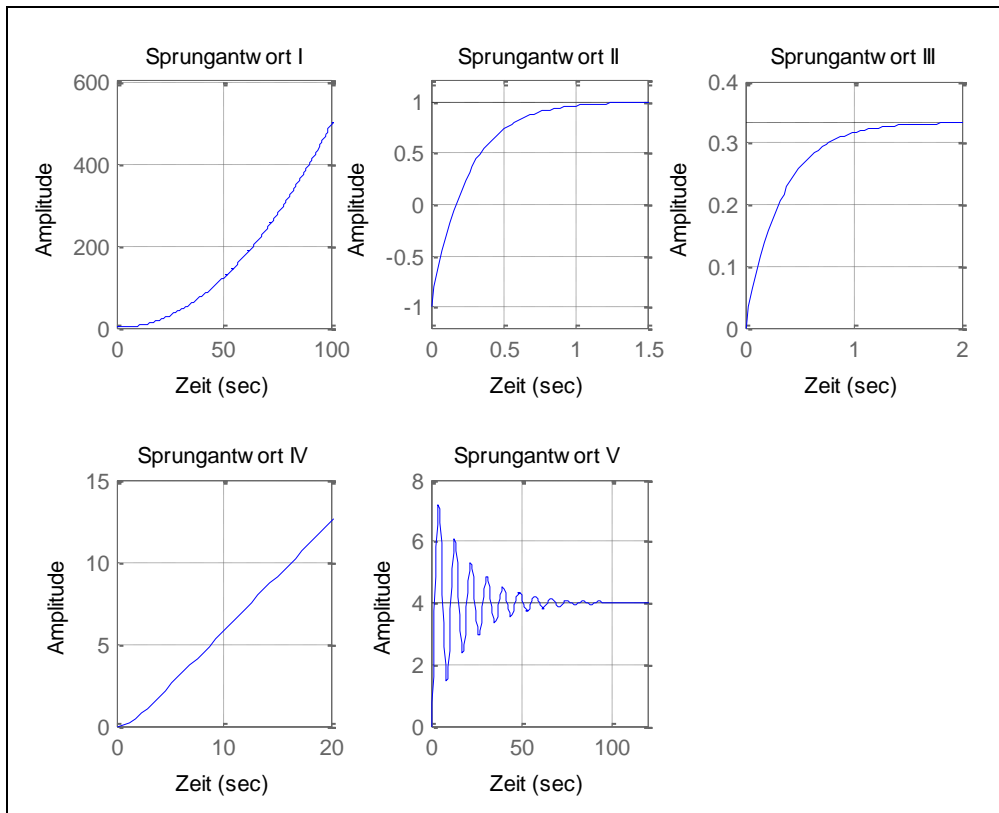 Sprungantw ort I
600
400
200
0
0
50
100
Amplitude
Zeit (sec)
Sprungantw ort II
1
0.5
0
-0.5
-1
0
0.5
1
1.5
Amplitude
Zeit (sec)
Sprungantw ort III
0.4
0.3
0.2
0.1
0
0
1
2
Amplitude
Zeit (sec)
Sprungantw ort IV
15
10
5
0
0
10
20
Amplitude
Zeit (sec)
Sprungantw ort V
8
6
4
2
0
0
50
100
Amplitude
Zeit (sec)